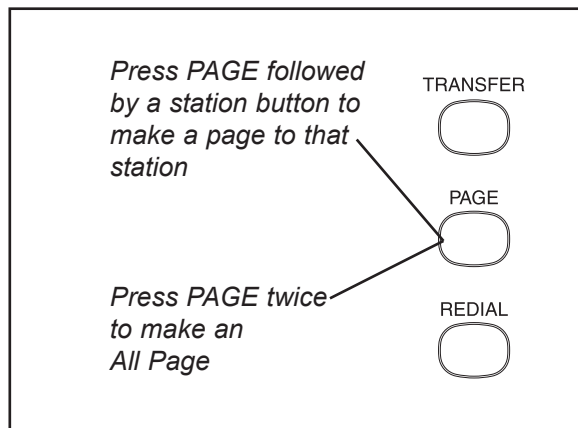 Press PAGE followed
by a station button to
make a page to that
station
TRANSFER
PAGE
Press PAGE twice
to make an
All Page
REDIAL